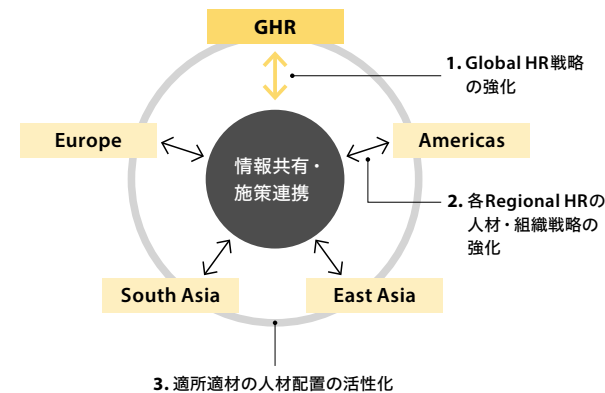 GHR
1. Global HR戦略
の強化
Europe
Americas
情報共有・
施策連携
2. 各Regional HRの
人材・組織戦略の
強化
South Asia
East Asia
3. 適所適材の人材配置の活性化